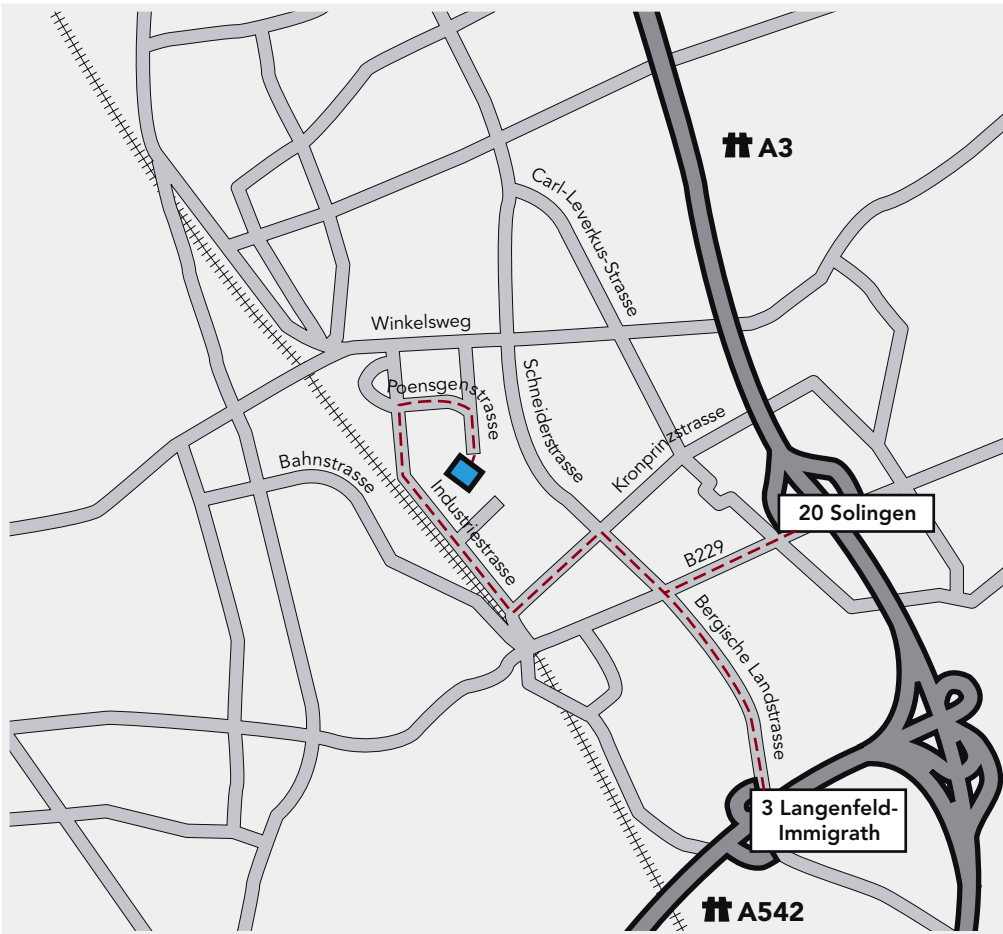 A3
Carl-Leverkus-Strasse
Winkelsweg
Poensgenstrasse
Schneiderstrasse
Kronprinzstrasse
Bahnstrasse
Industriestrasse
20 Solingen
B229
Bergische Landstrasse
3 Langenfeld-
Immigrath
A542